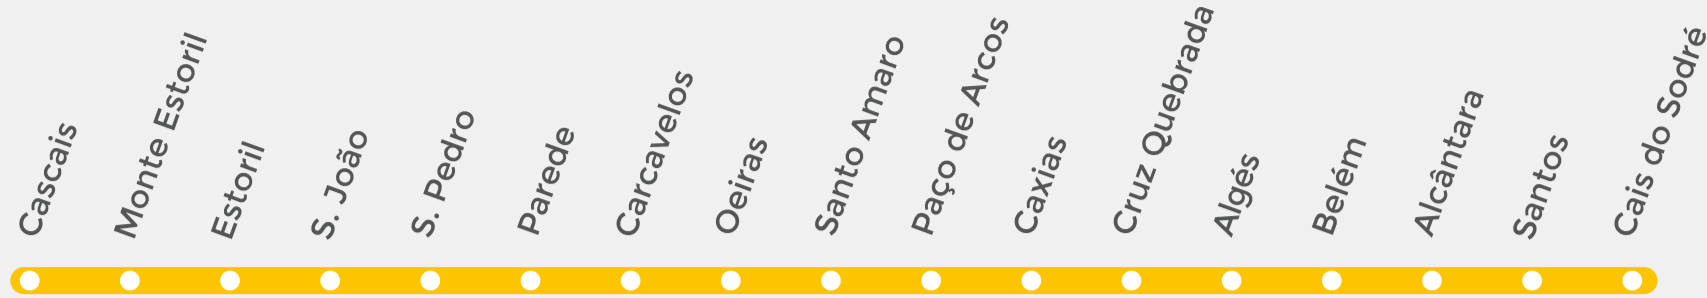 Cascais
Monte Estoril
Estoril
S. João
S. Pedro
Parede
Carcavelos
Oeiras
Santo Amaro
Paço de Arcos
Caxias
Cruz Quebrada
Algés
Belém
Alcântara
Santos
Cais do Sodré